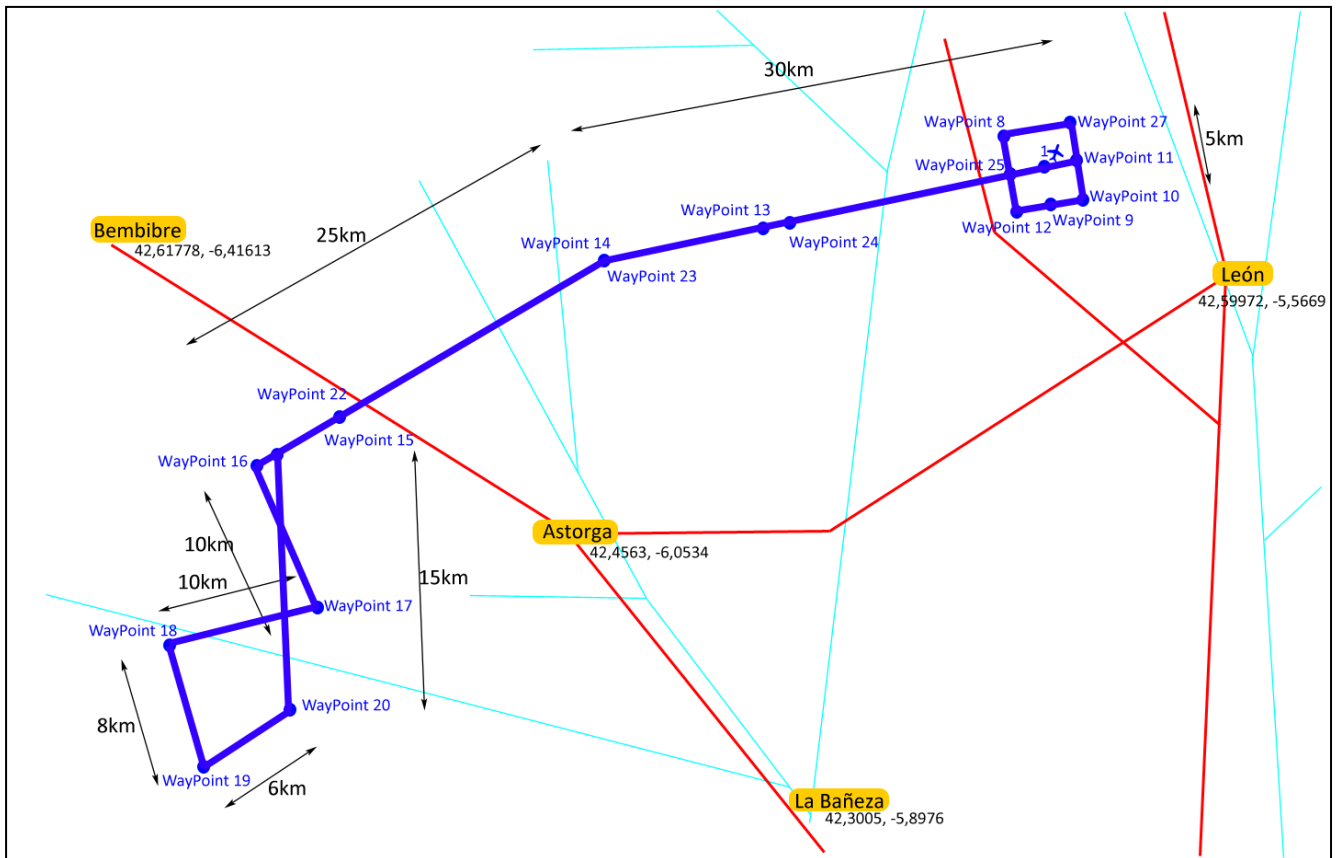 30km
WayPoint 8
WayPoint 27
5km
1
WayPoint 25
WayPoint 11
WayPoint 10
WayPoint 13
Bembibre
25km
WayPoint 12
WayPoint 9
42,61778, -6,41613
WayPoint 14
WayPoint 24
WayPoint 23
León
42,59972, -5,5669
WayPoint 22
WayPoint 15
WayPoint 16
Astorga
10km
42,4563, -6,0534
10km
15km
WayPoint 17
WayPoint 18
WayPoint 20
8km
WayPoint 19
6km
La Bañeza
42,3005, -5,8976